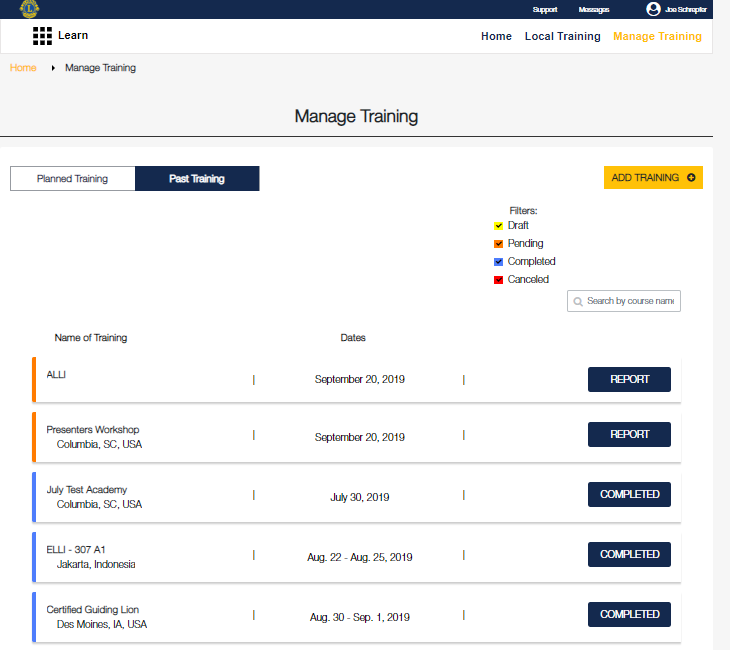 Support Messages Joe Schrepfer
Learn Home Local Training Manage Training
Home Manage Training
Manage Training
Planned Training Past Training ADD TRAINING
Filters:
Draft
Pending
Completed
Canceled
Search by course name
Name of Training Dates
ALLI
September 20, 2019 REPORT
Presenters Workshop
Columbia, SC, USA
September 20, 2019 REPORT
July Test Academy
Columbia, SC, USA
July 30, 2019 COMPLETED
ELLI - 307 A1
Jakarta, Indonesia
Aug. 22 - Aug. 25, 2019 COMPLETED
Certified Guiding Lion
Des Moines, IA, USA
Aug. 30 - Sep. 1, 2019 COMPLETED